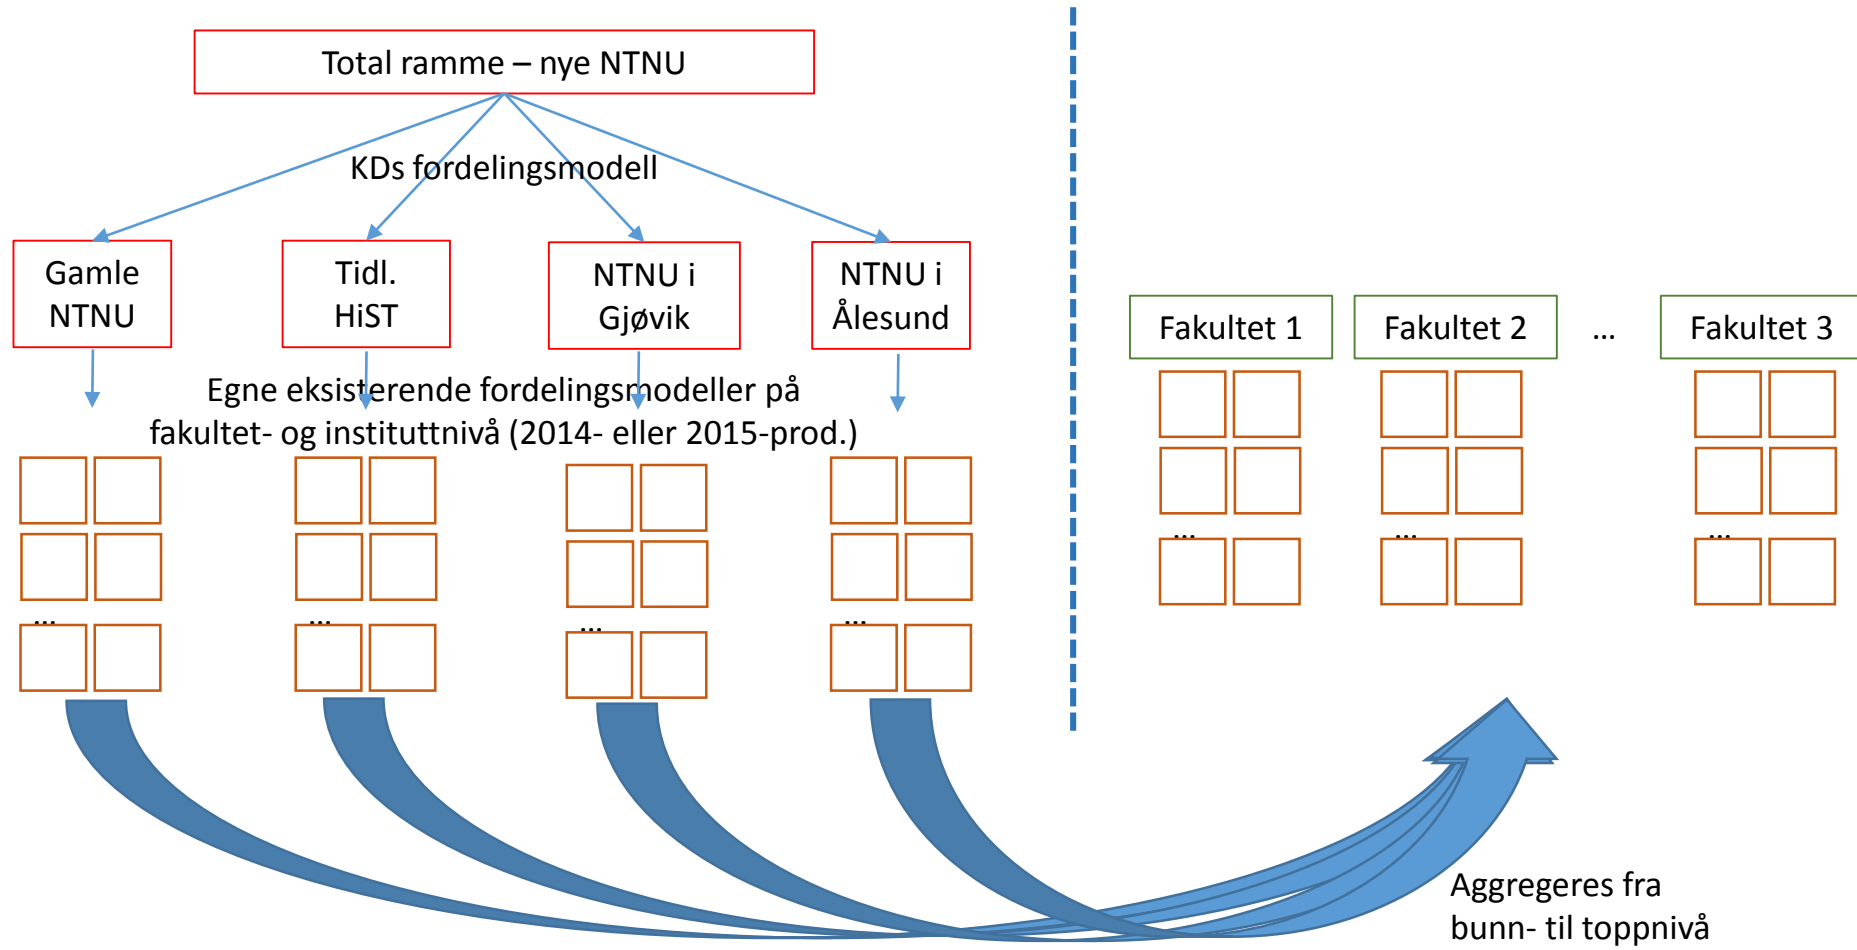 Total ramme – nye NTNU
KDs fordelingsmodell
Gamle
NTNU
Tidl.
HiST
NTNU i
Gjøvik
NTNU i
Ålesund
Egne eksisterende fordelingsmodeller på
fakultet- og instituttnivå (2014- eller 2015-prod.)
...
...
...
...
Fakultet 1
Fakultet 2
...
Fakultet 3
...
...
...
Aggregeres fra
bunn- til toppnivå